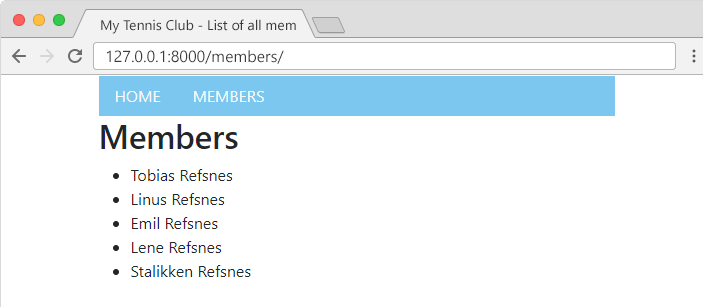 My Tennis Club - List of all mem
127.0.0.1:8000/members/
HOME MEMBERS
Members
Tobias Refsnes
Linus Refsnes
Emil Refsnes
Lene Refsnes
Stalikken Refsnes